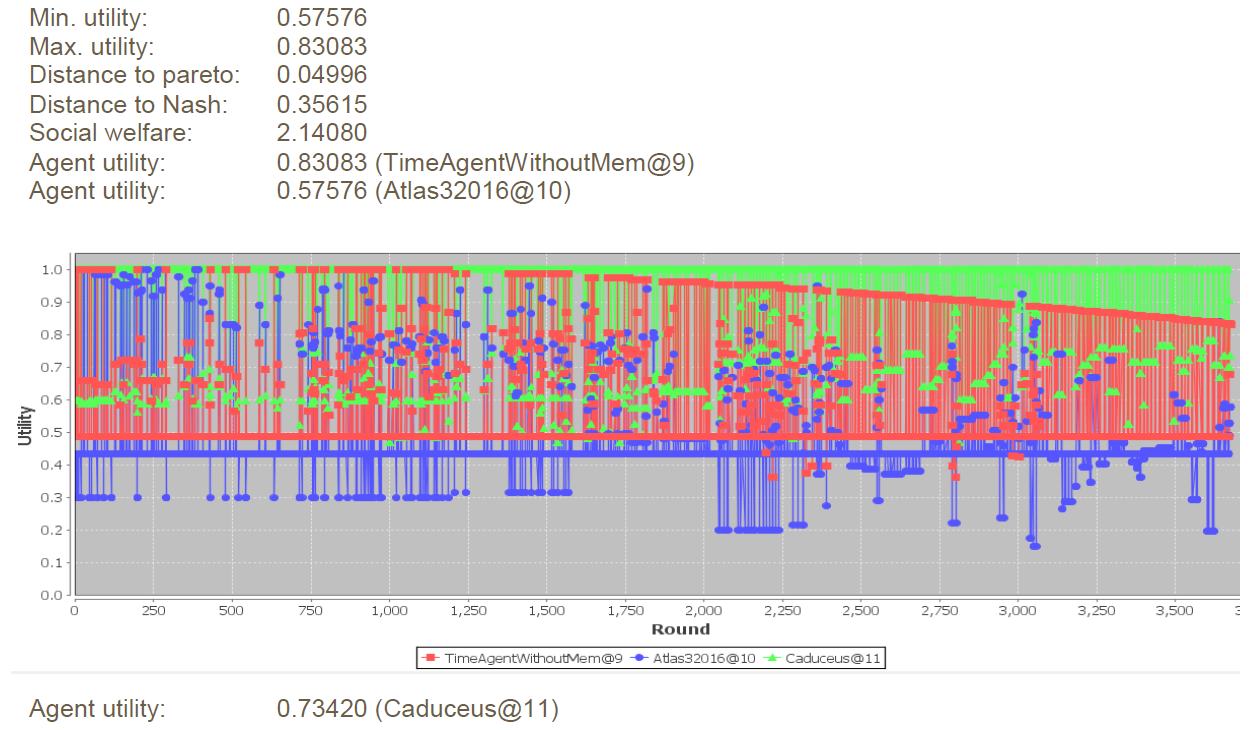 Min. utility: 0.57576
Max. utility: 0.83083
Distance to pareto: 0.04996
Distance to Nash: 0.35615
Social welfare: 2.14080
Agent utility: 0.83083 (TimeAgentWithoutMem@9)
Agent utility: 0.57576 (Atlas32016@10)
1.0
0.9
0.8
0.7
0.6
0.5
0.4
0.3
0.2
0.1
0.0
Utility
0 250 500 750 1,000 1,250 1,500 1,750 2,000 2,250 2,500 2,750 3,000 3,250 3,500
Round
TimeAgentWithoutMem@9 Atlas32016@10 Caduceus@11
Agent utility: 0.73420 (Caduceus@11)